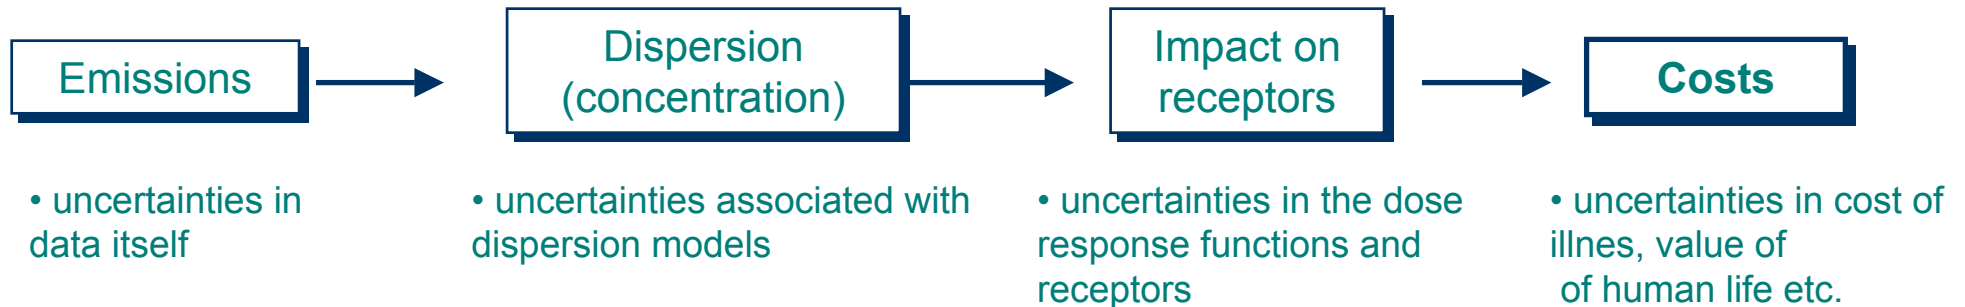 Emissions
Dispersion
(concentration)
Impact on
receptors
Costs
• uncertainties in
data itself
• uncertainties associated with
dispersion models
• uncertainties in the dose
response functions and
receptors
• uncertainties in cost of
illnes, value of
of human life etc.